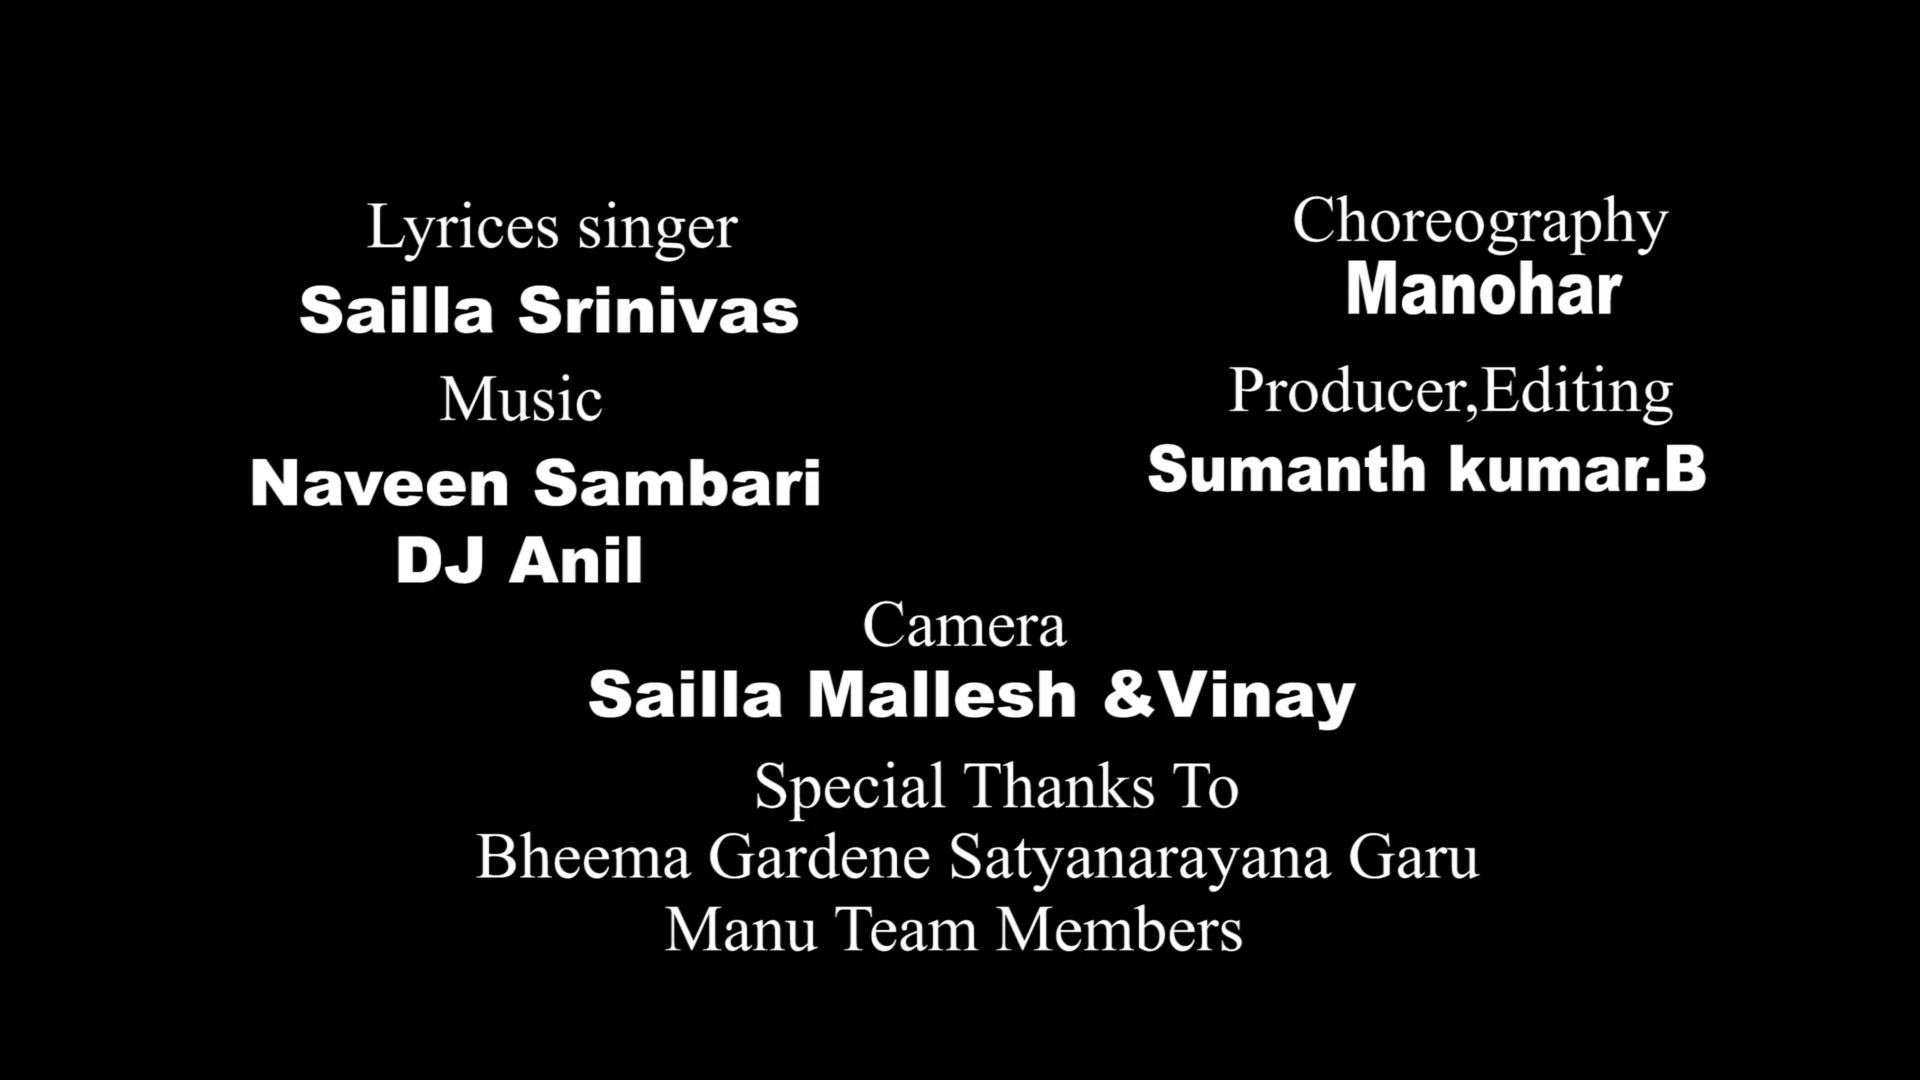 Lyrices singer
Sailla Srinivas
Music
Naveen Sambari
DJ Anil
Choreography
Manohar
Producer,Editing
Sumanth kumar.B
Camera
Sailla Mallesh &Vinay
Special Thanks To
Bheema Gardene Satyanarayana Garu
Manu Team Members